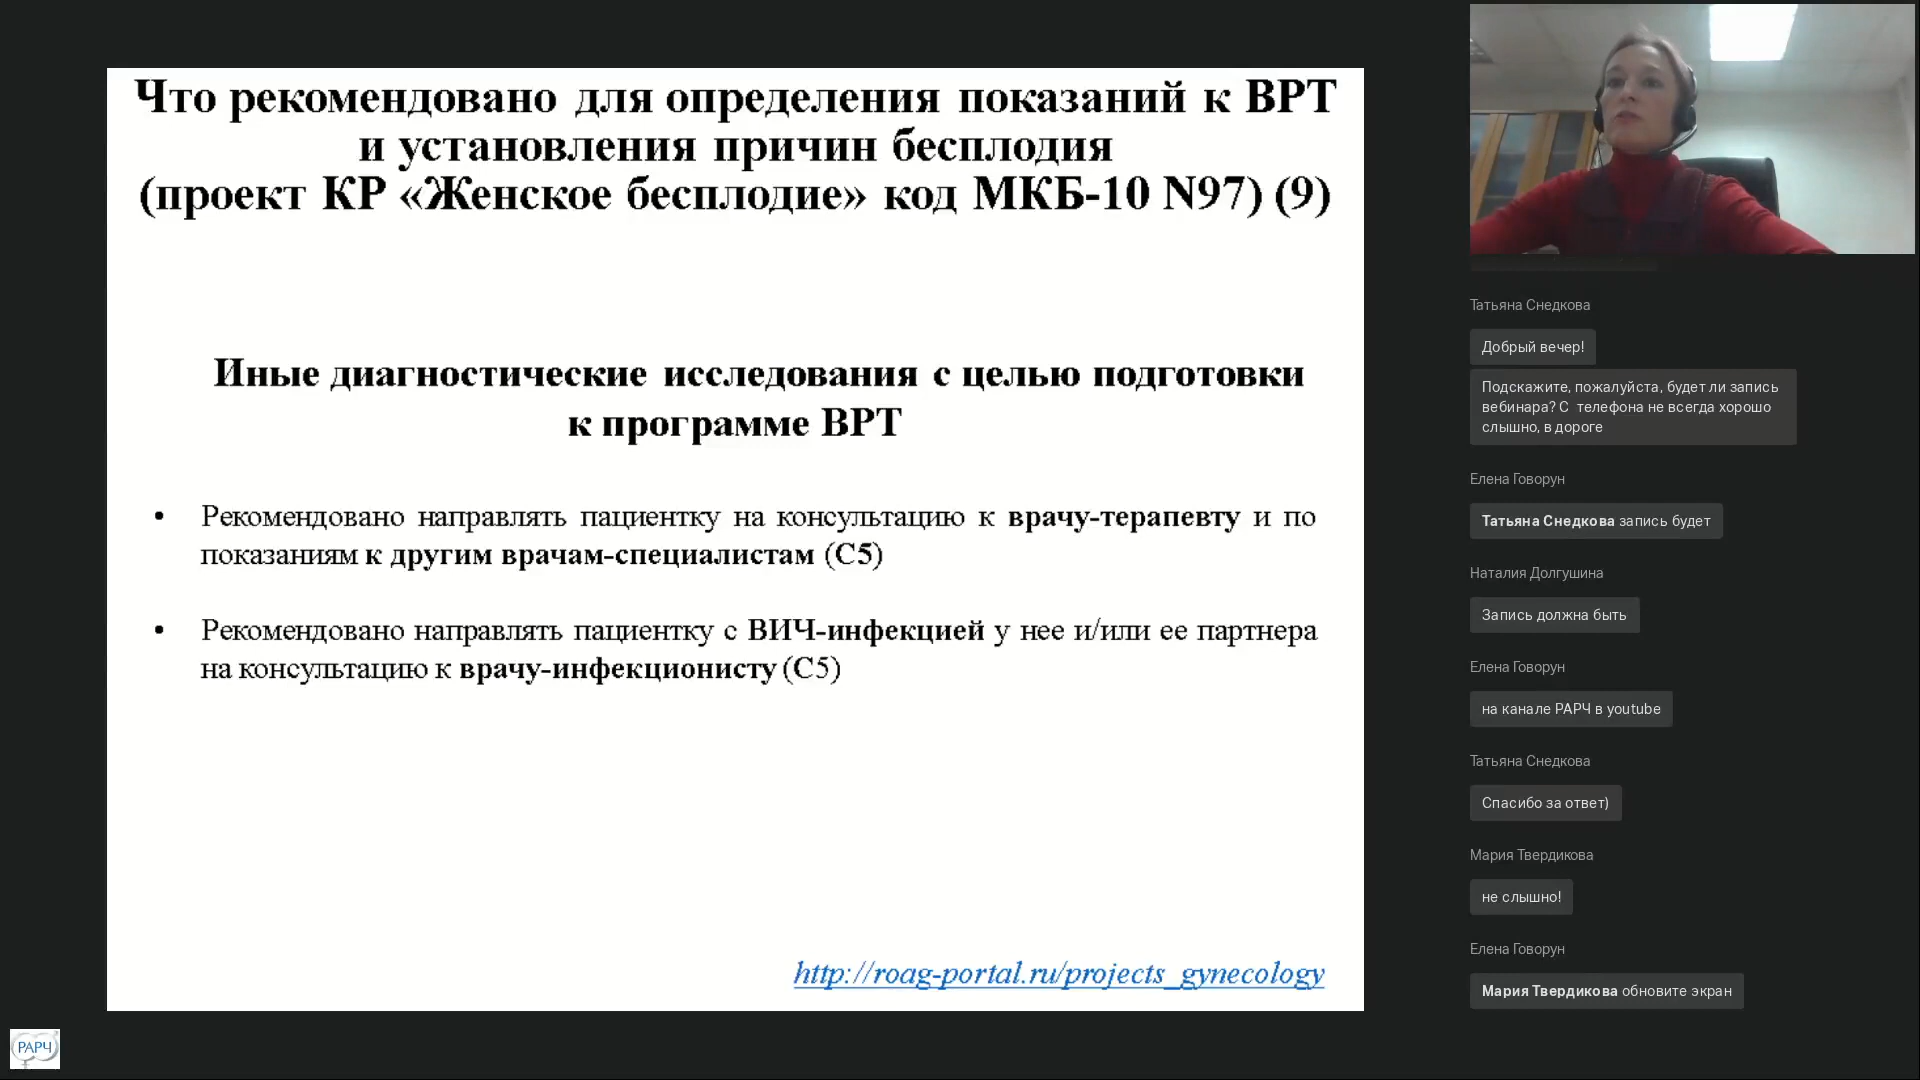 Что рекомендовано для определения показаний к ВРТ
и установления причин бесплодия
(проект КР «Женское бесплодие» код МКБ-10 N97) (9)
Иные диагностические исследования с целью подготовки
к программе ВРТ
• Рекомендовано направлять пациентку на консультацию к врачу-терапевту и по
показаниям к другим врачам-специалистам (С5)
• Рекомендовано направлять пациентку с ВИЧ-инфекцией у нее и/или ее партнера
на консультацию к врачу-инфекционисту (С5)
http://roag-portal.ru/projects_gynecology
РАРЧ
Татьяна Снедкова
Добрый вечер!
Подскажите, пожалуйста, будет ли запись
вебинара? С телефона не всегда хорошо
слышно, в дороге
Елена Говорун
Татьяна Снедкова запись будет
Наталия Долгушина
Запись должна быть
Елена Говорун
на канале РАРЧ в youtube
Татьяна Снедкова
Спасибо за ответ)
Мария Твердикова
не слышно!
Елена Говорун
Мария Твердикова обновите экран